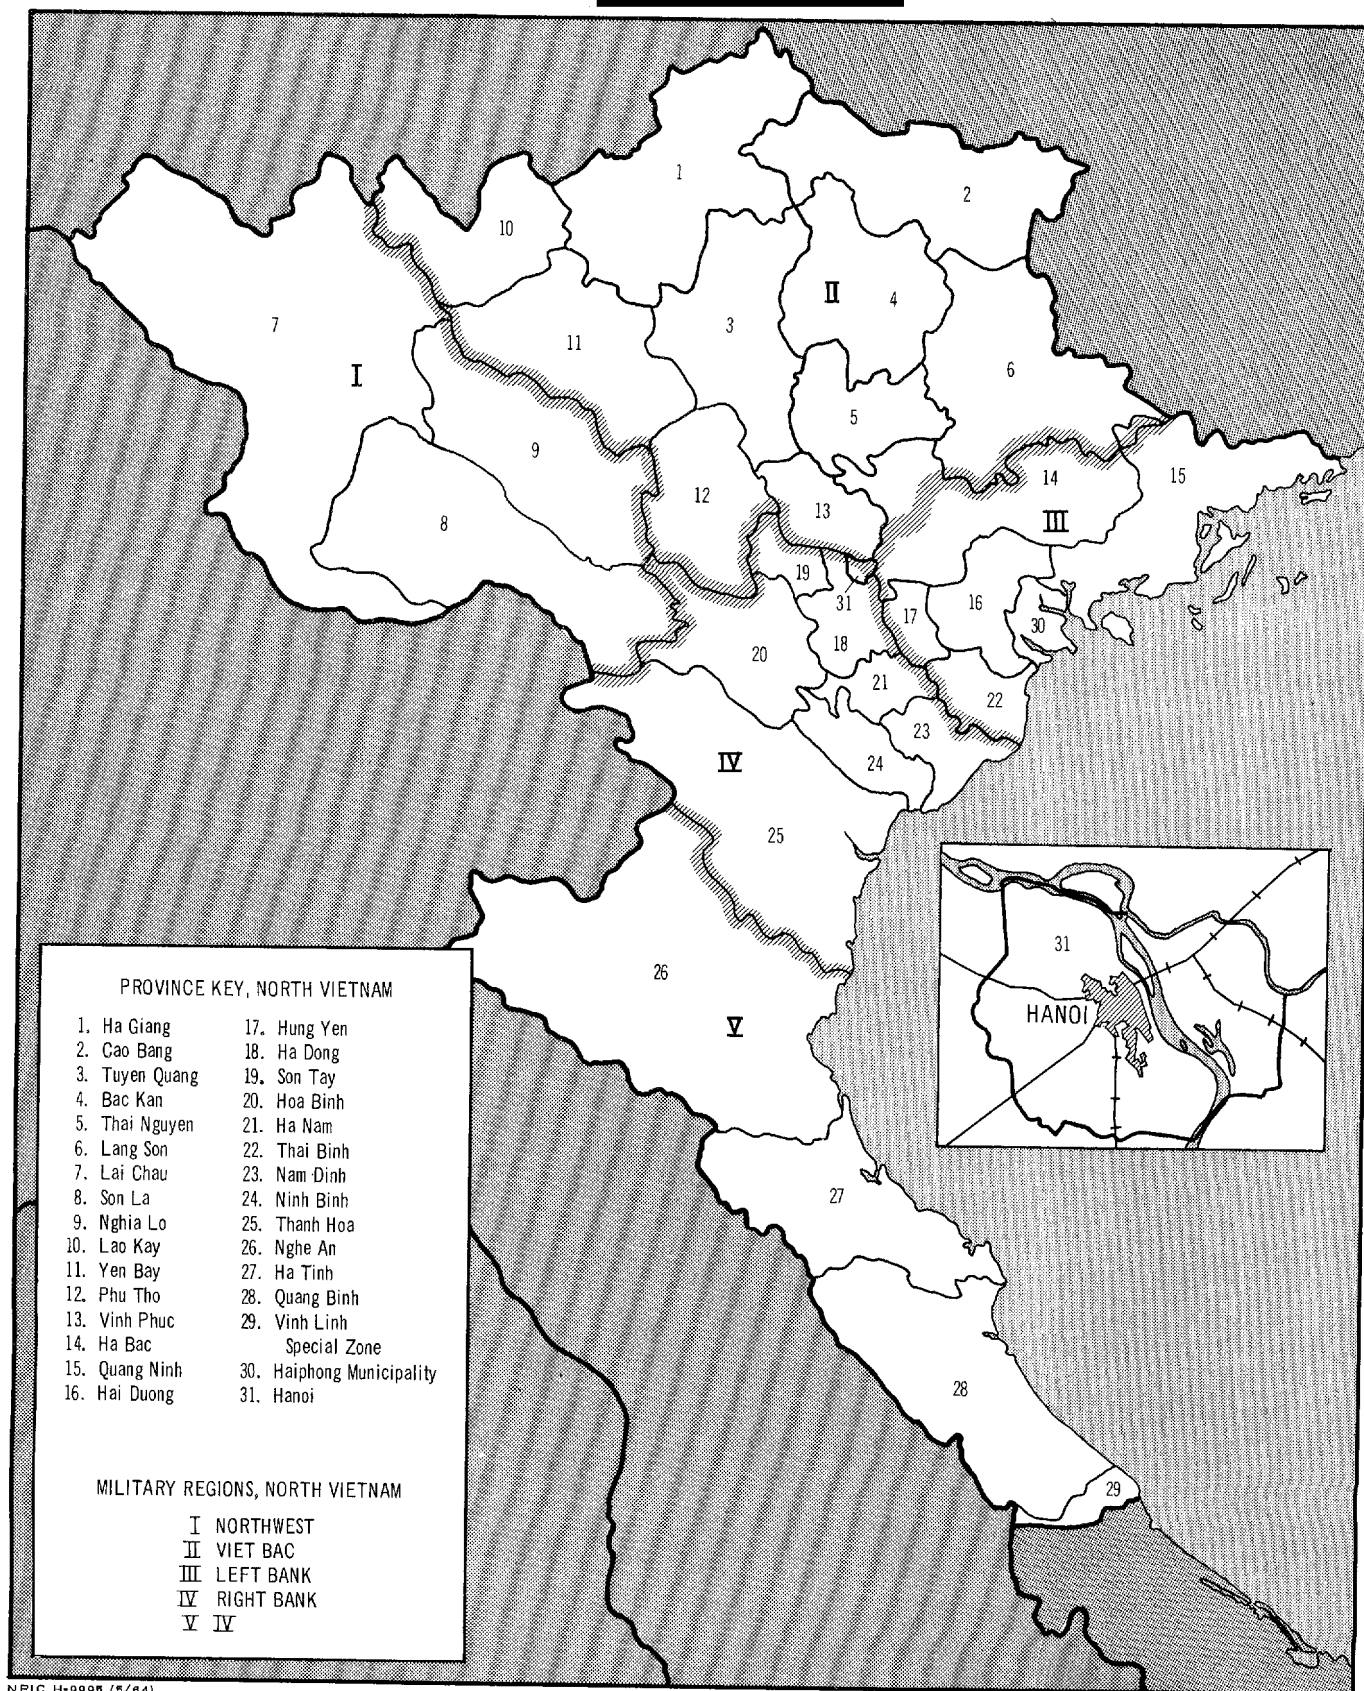 1
2
10
II
4
7
3
11
I
6
5
9
15
14
12
8
13
III
19
31
16
17
30
18
20
21
22
23
IV
24
25
31
HANOI
26
V
27
28
29
PROVINCE KEY, NORTH VIETNAM
1. Ha Giang
2. Cao Bang
3. Tuyen Quang
4. Bac Kan
5. Thai Nguyen
6. Lang Son
7. Lai Chau
8. Son La
9. Nghia Lo
10. Lao Kay
11. Yen Bay
12. Phu Tho
13. Vinh Phuc
14. Ha Bac
15. Quang Ninh
16. Hai Duong
17. Hung Yen
18. Ha Dong
19. Son Tay
20. Hoa Binh
21. Ha Nam
22. Thai Binh
23. Nam Dinh
24. Ninh Binh
25. Thanh Hoa
26. Nghe An
27. Ha Tinh
28. Quang Binh
29. Vinh Linh
Special Zone
30. Haiphong Municipality
31. Hanoi
MILITARY REGIONS, NORTH VIETNAM
I NORTHWEST
II VIET BAC
III LEFT BANK
IV RIGHT BANK
V IV